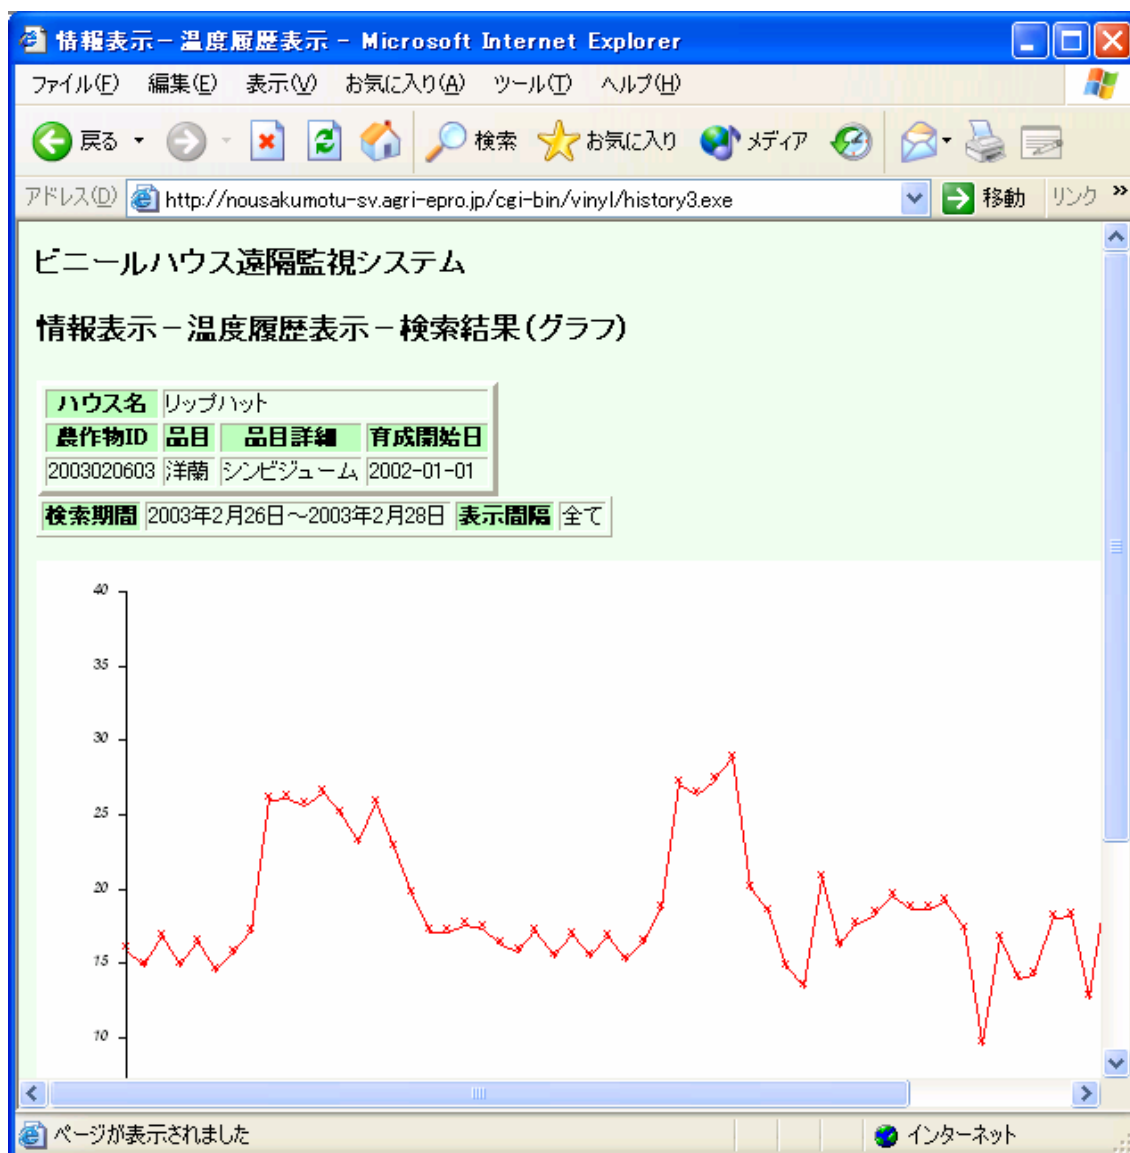 情報表示－温度履歴表示 - Microsoft Internet Explorer
ファイル(F) 編集(E) 表示(V) お気に入り(A) ツール(T) ヘルプ(H)
戻る 検索 お気に入り メディア
アドレス(D) http://nousakumotu-sv.agri-epro.jp/cgi-bin/vinyl/history3.exe 移動 リンク »
ビニールハウス遠隔監視システム
情報表示－温度履歴表示－検索結果(グラフ)
ハウス名 リップハット
農作物ID 品目 品目詳細 育成開始日
2003020603 洋蘭 シンビジューム 2002-01-01
検索期間 2003年2月26日～2003年2月28日 表示間隔 全て
40
35
30
25
20
15
10
ページが表示されました インターネット